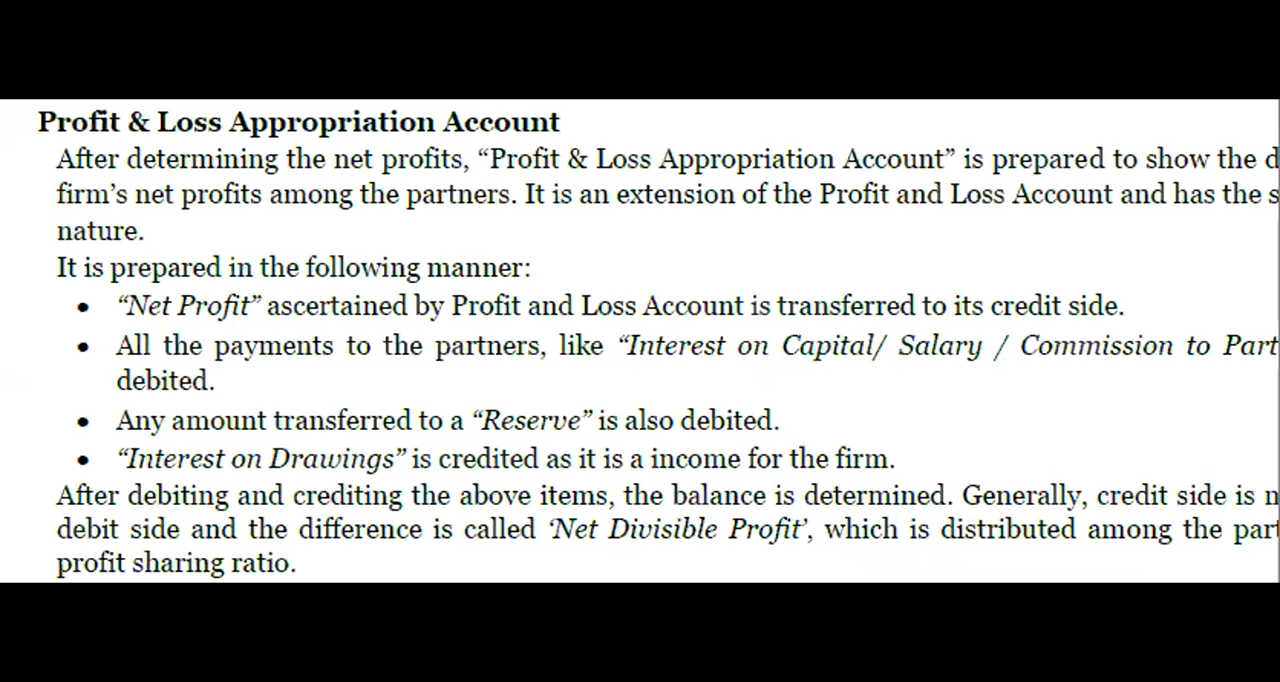 Profit & Loss Appropriation Account
After determining the net profits, “Profit & Loss Appropriation Account” is prepared to show the
firm’s net profits among the partners. It is an extension of the Profit and Loss Account and has the
nature.
It is prepared in the following manner:
• “Net Profit” ascertained by Profit and Loss Account is transferred to its credit side.
• All the payments to the partners, like “Interest on Capital/ Salary / Commission to
debited.
• Any amount transferred to a “Reserve” is also debited.
• “Interest on Drawings” is credited as it is a income for the firm.
After debiting and crediting the above items, the balance is determined. Generally, credit side is
debit side and the difference is called ‘Net Divisible Profit’, which is distributed among the
profit sharing ratio.